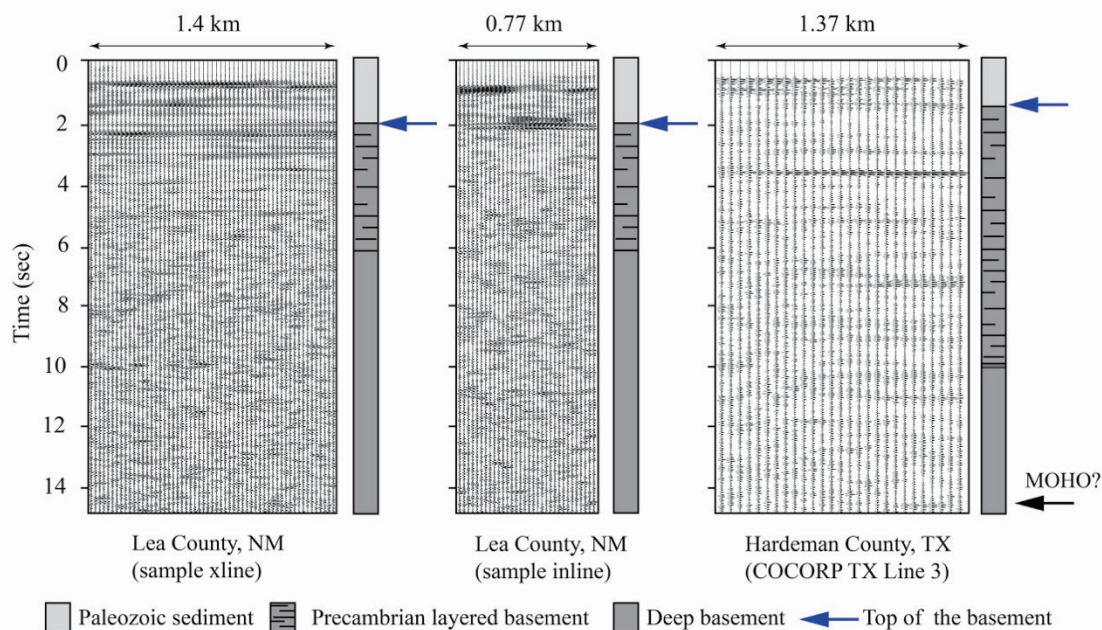 1.4 km
0.77 km
1.37 km
0
2
4
6
8
10
12
14
Time (sec)
MOHO?
Lea County, NM
(sample xline)
Lea County, NM
(sample inline)
Hardeman County, TX
(COCORP TX Line 3)
Paleozoic sediment
Precambrian layered basement
Deep basement
Top of the basement